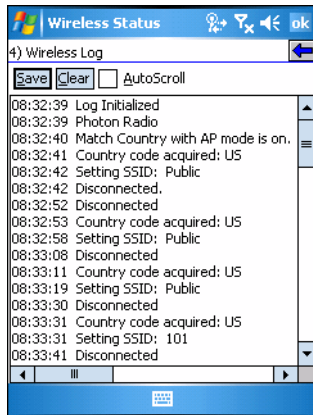 Wireless Status ok
4) Wireless Log
Save Clear AutoScroll
08:32:39 Log Initialized
08:32:39 Photon Radio
08:32:40 Match Country with AP mode is on.
08:32:41 Country code acquired: US
08:32:42 Setting SSID: Public
08:32:42 Disconnected.
08:32:52 Disconnected
08:32:53 Country code acquired: US
08:32:58 Setting SSID: Public
08:33:08 Disconnected
08:33:11 Country code acquired: US
08:33:19 Setting SSID: Public
08:33:30 Disconnected
08:33:31 Country code acquired: US
08:33:31 Setting SSID: 101
08:33:41 Disconnected